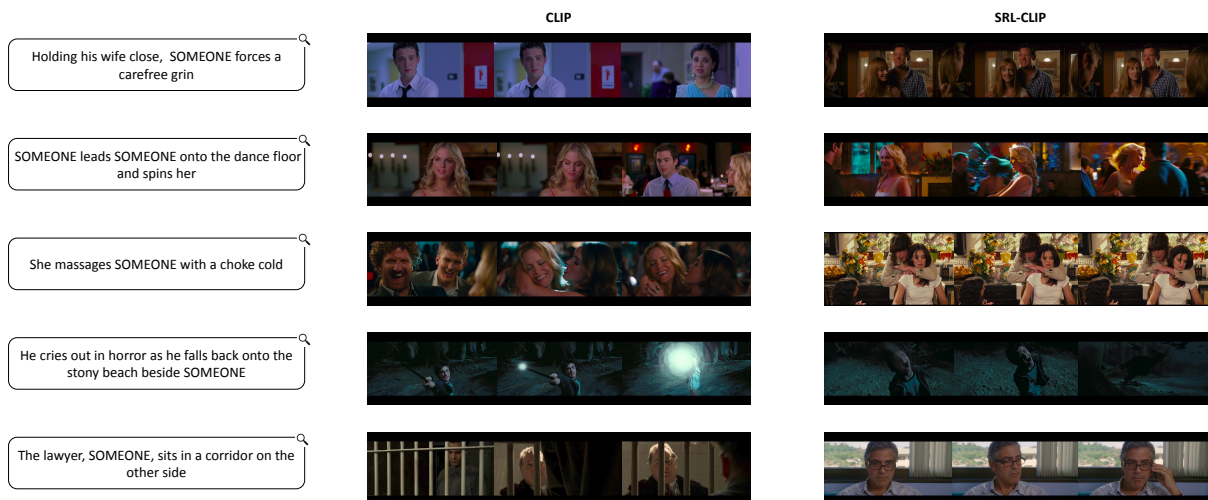 CLIP
SRL-CLIP
Holding his wife close, SOMEONE forces a
carefree grin
SOMEONE leads SOMEONE onto the dance floor
and spins her
She massages SOMEONE with a choke cold
He cries out in horror as he falls back onto the
stony beach beside SOMEONE
The lawyer, SOMEONE, sits in a corridor on the
other side